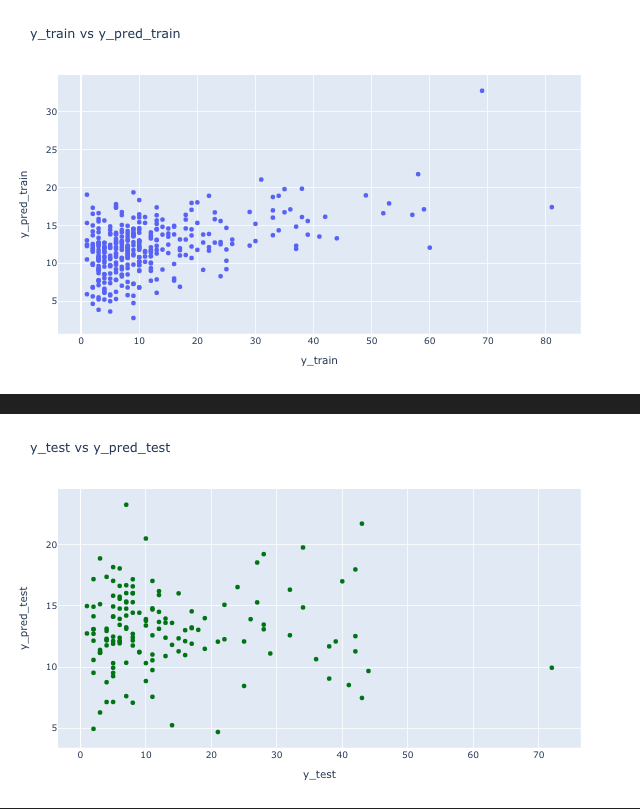 y_train vs y_pred_train
30
25
20
15
10
5
y_pred_train
0 10 20 30 40 50 60 70 80
y_train
y_test vs y_pred_test
20
15
10
5
y_pred_test
0 10 20 30 40 50 60 70
y_test